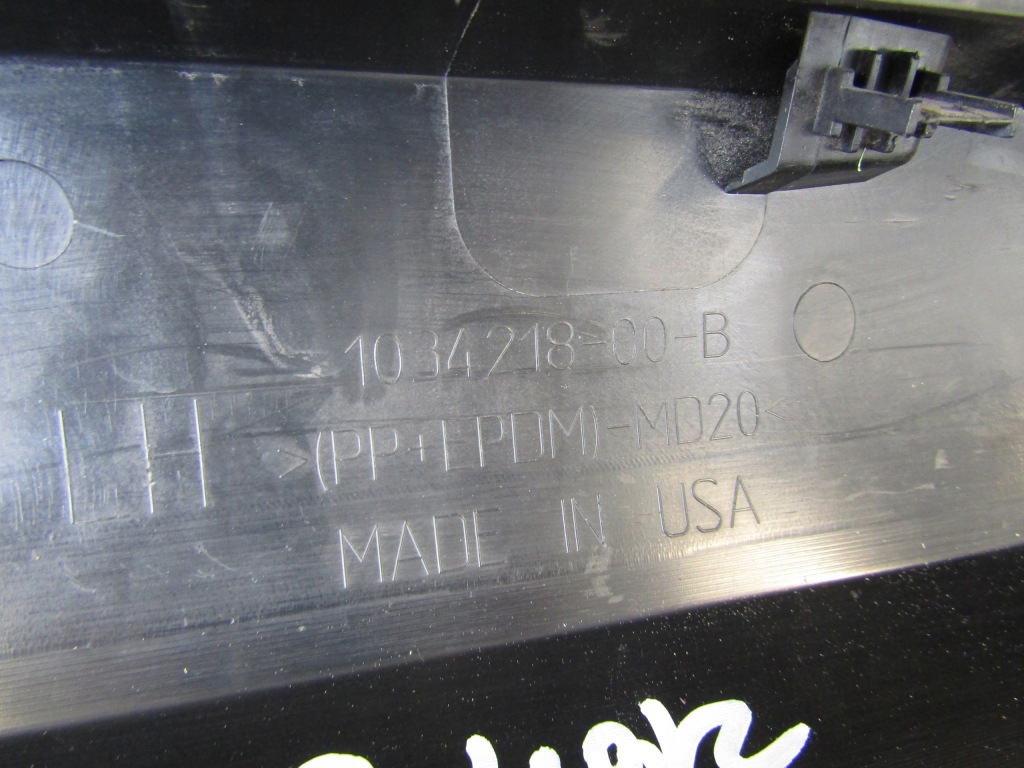 1034218-00-B
LH
>(PP+EPDM)-MD20<
MADE IN USA